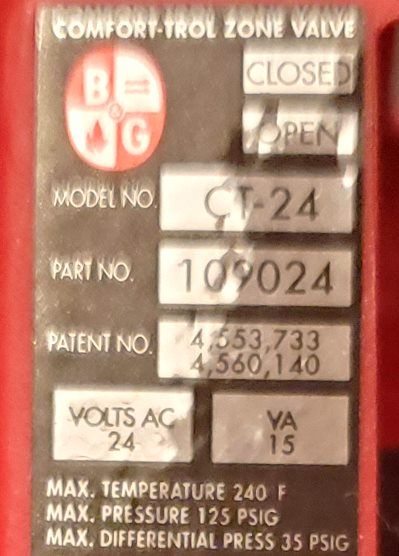 COMFORT-TROL ZONE VALVE
B & G
CLOSED
OPEN
MODEL NO. CT-24
PART NO. 109024
PATENT NO. 4,553,733
4,560,140
VOLTS AC
24
VA
15
MAX. TEMPERATURE 240 F
MAX. PRESSURE 125 PSIG
MAX. DIFFERENTIAL PRESS 35 PSIG